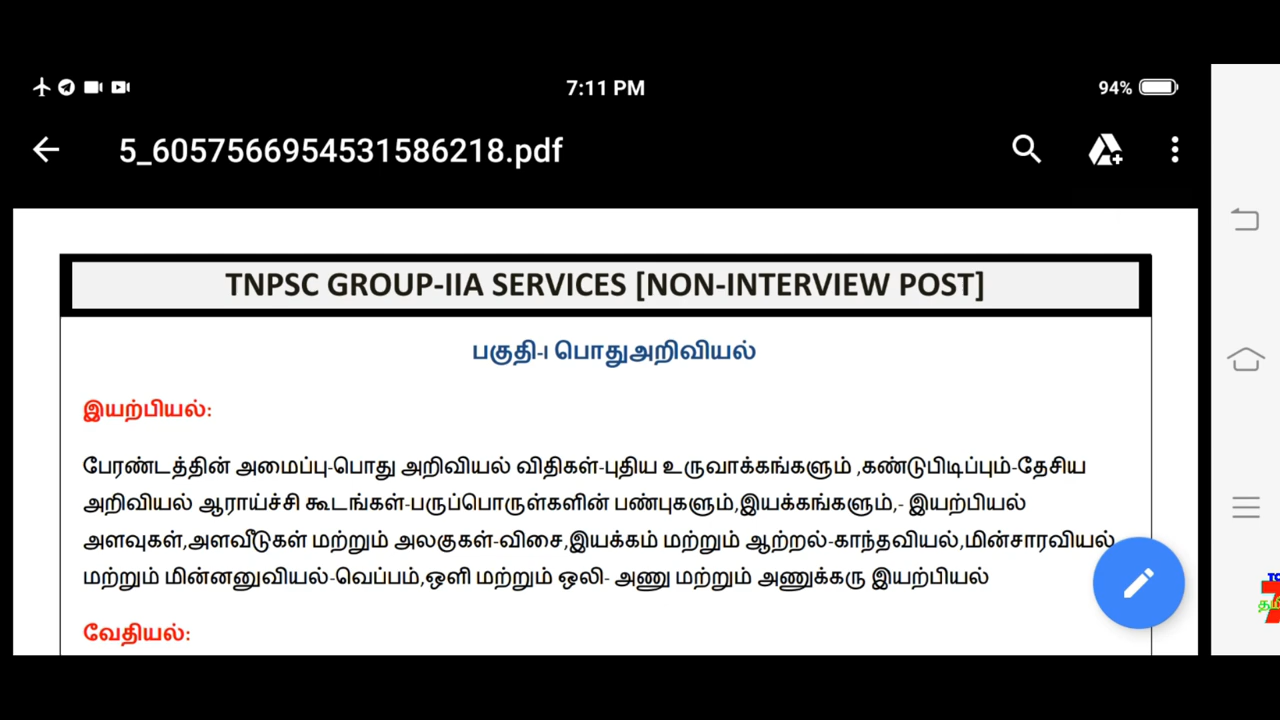 7:11 PM
94%
5_6057566954531586218.pdf
TNPSC GROUP-IIA SERVICES [NON-INTERVIEW POST]
பகுதி-I பொதுஅறிவியல்
இயற்பியல்:
பேரண்டத்தின் அமைப்பு-பொது அறிவியல் விதிகள்-புதிய உருவாக்கங்களும் ,கண்டுபிடிப்பும்-தேசிய
அறிவியல் ஆராய்ச்சி கூடங்கள்-பருப்பொருள்களின் பண்புகளும்,இயக்கங்களும்,- இயற்பியல்
அளவுகள்,அளவீடுகள் மற்றும் அலகுகள்-விசை,இயக்கம் மற்றும் ஆற்றல்-காந்தவியல்,மின்சாரவியல்
மற்றும் மின்னனுவியல்-வெப்பம்,ஒளி மற்றும் ஒலி- அணு மற்றும் அணுக்கரு இயற்பியல்
வேதியல்: